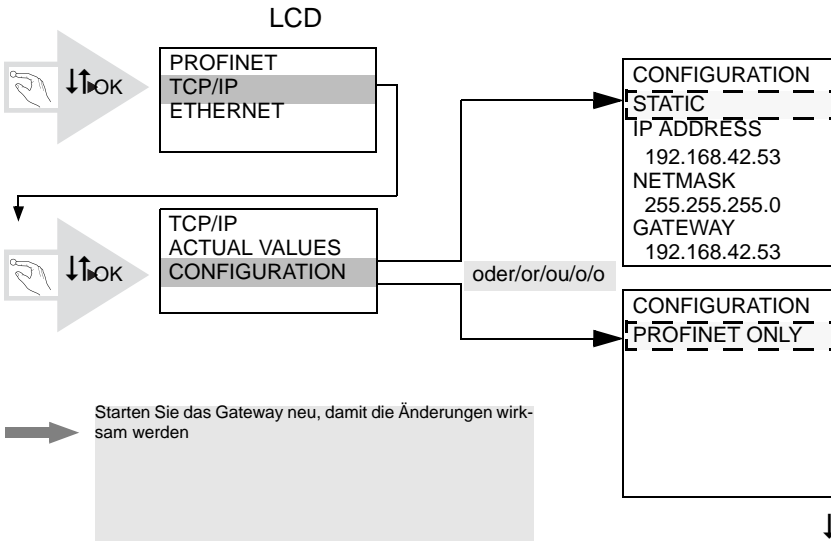 LCD
OK
PROFINET
TCP/IP
ETHERNET
OK
TCP/IP
ACTUAL VALUES
CONFIGURATION
oder/or/ou/o/o
CONFIGURATION
STATIC
IP ADDRESS
192.168.42.53
NETMASK
255.255.255.0
GATEWAY
192.168.42.53
CONFIGURATION
PROFINET ONLY
Starten Sie das Gateway neu, damit die Änderungen wirk-
sam werden